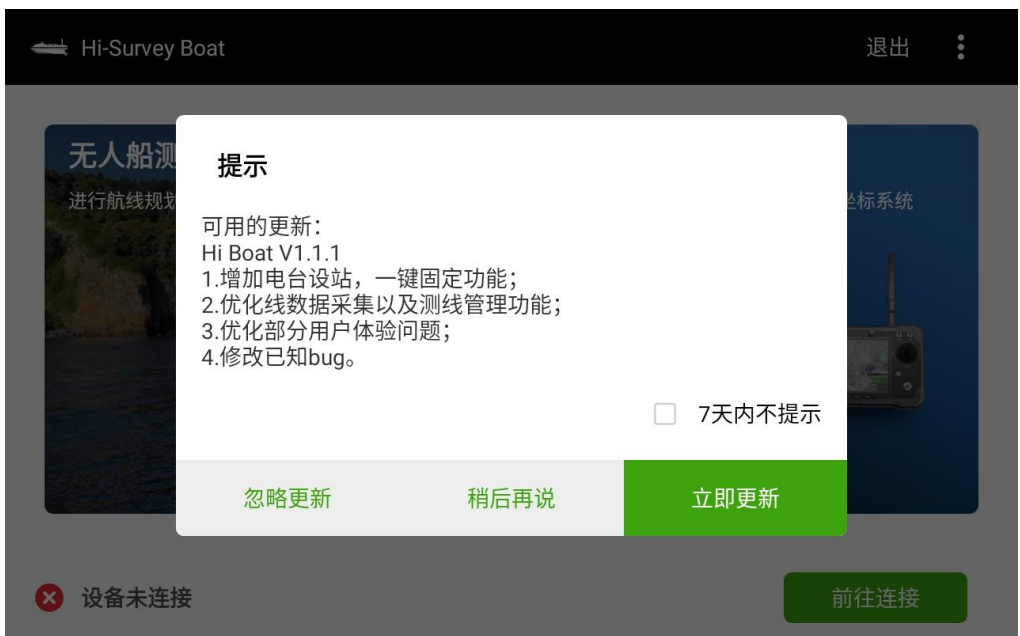 Hi-Survey Boat
退出
无人船测
提示
进行航线规划
坐标系统
可用的更新：
Hi Boat V1.1.1
1.增加电台设站，一键固定功能；
2.优化线数据采集以及测线管理功能；
3.优化部分用户体验问题；
4.修改已知bug。
7天内不提示
忽略更新
稍后再说
立即更新
设备未连接
前往连接